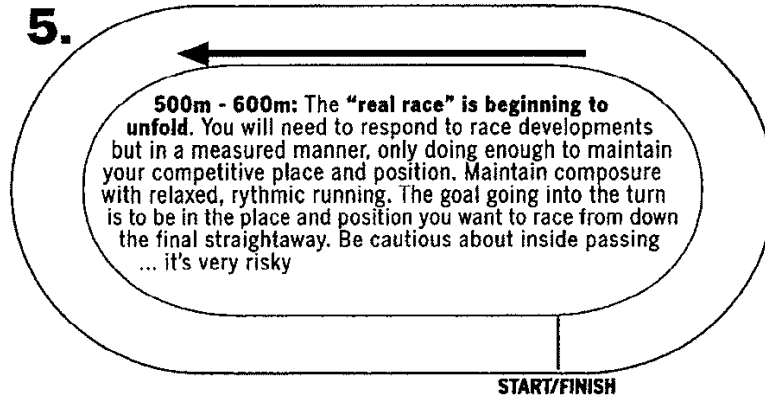 5.
500m - 600m: The "real race" is beginning to
unfold. You will need to respond to race developments
but in a measured manner, only doing enough to maintain
your competitive place and position. Maintain composure
with relaxed, rythmic running. The goal going into the turn
is to be in the place and position you want to race from down
the final straightaway. Be cautious about inside passing
... it's very risky
START/FINISH